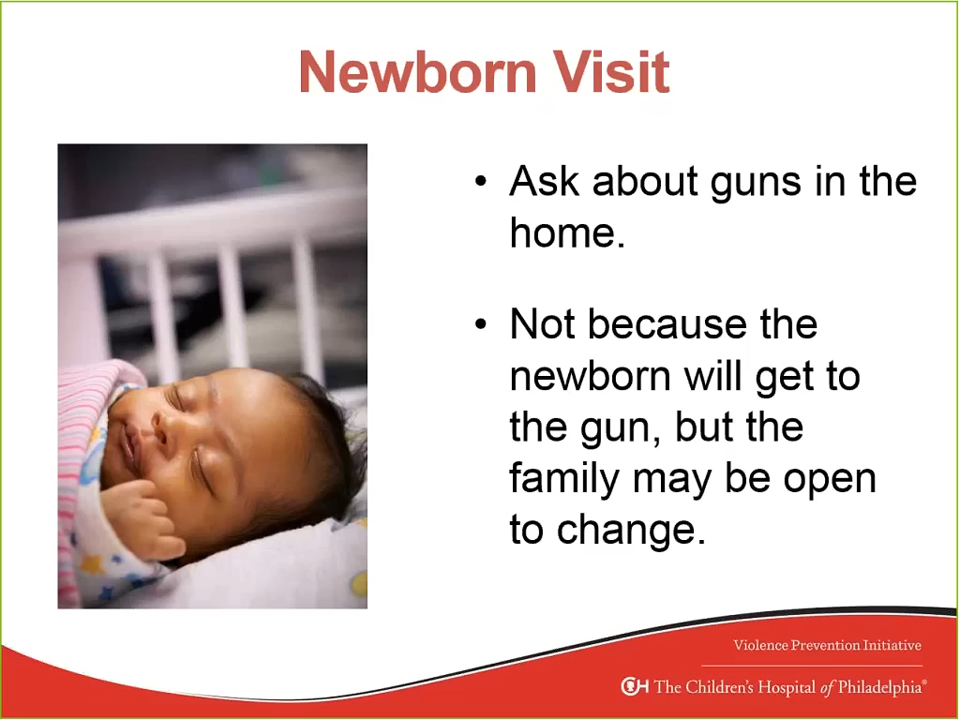 Newborn Visit
• Ask about guns in the
home.
• Not because the
newborn will get to
the gun, but the
family may be open
to change.
Violence Prevention Initiative
CH The Children's Hospital of Philadelphia®